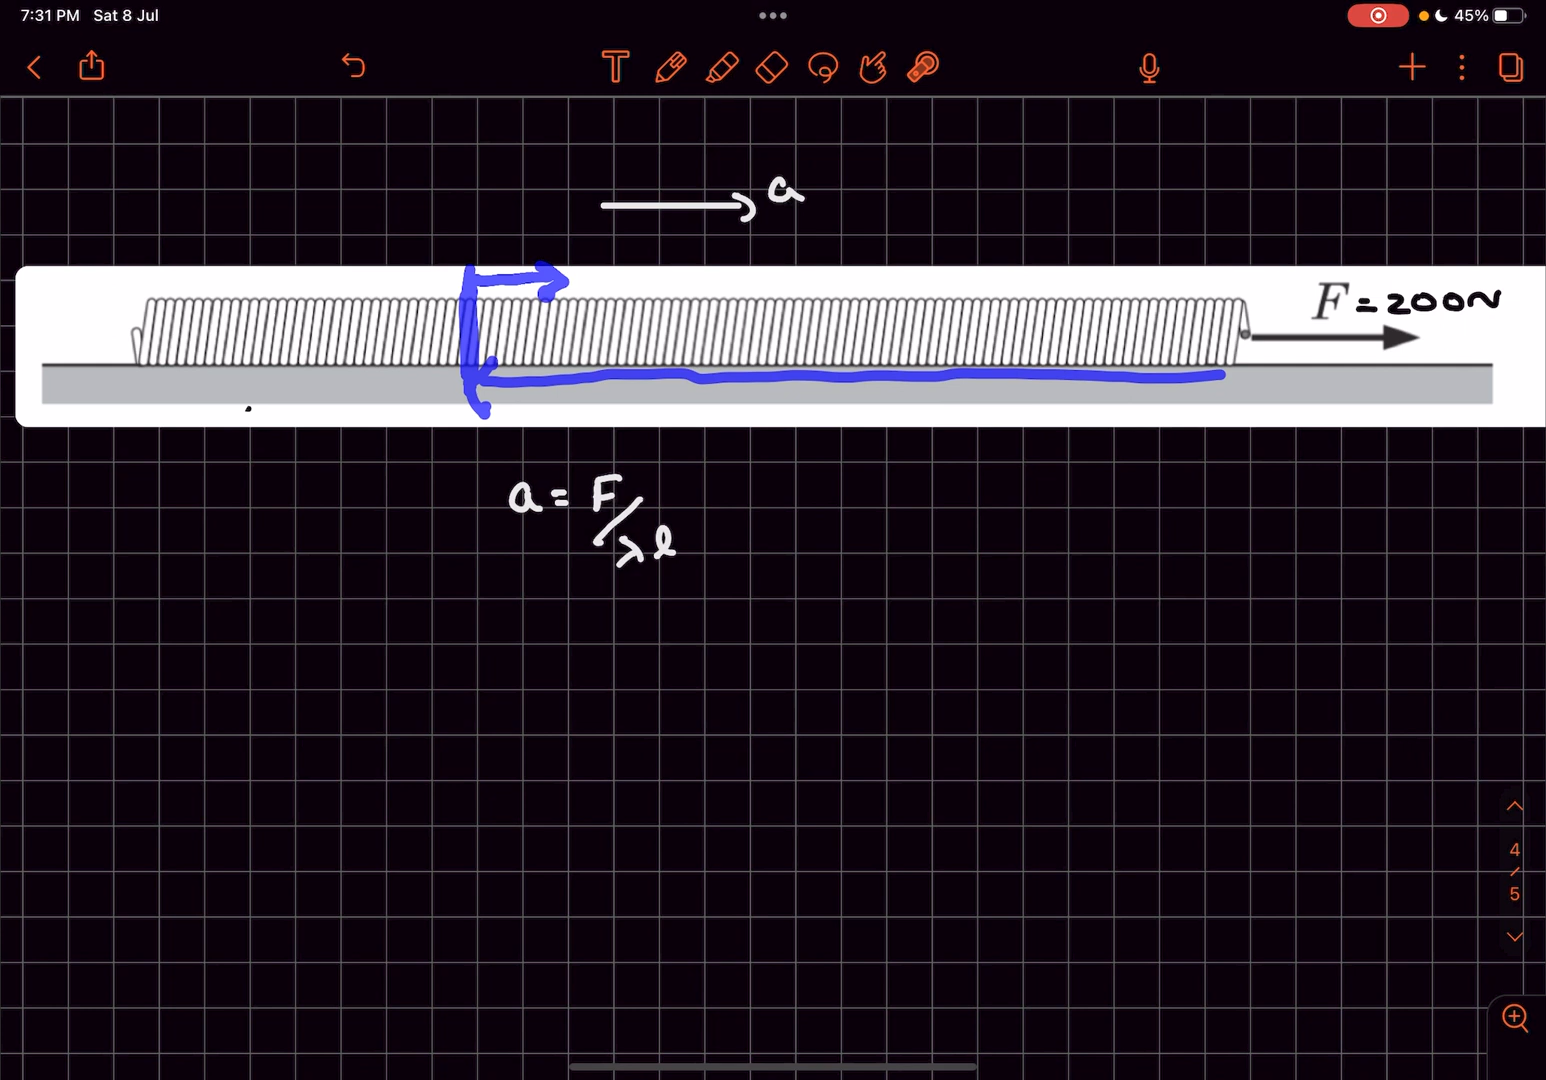 7:31 PM Sat 8 Jul
45%
T
a
F = 200N
a = F/λl
4/5